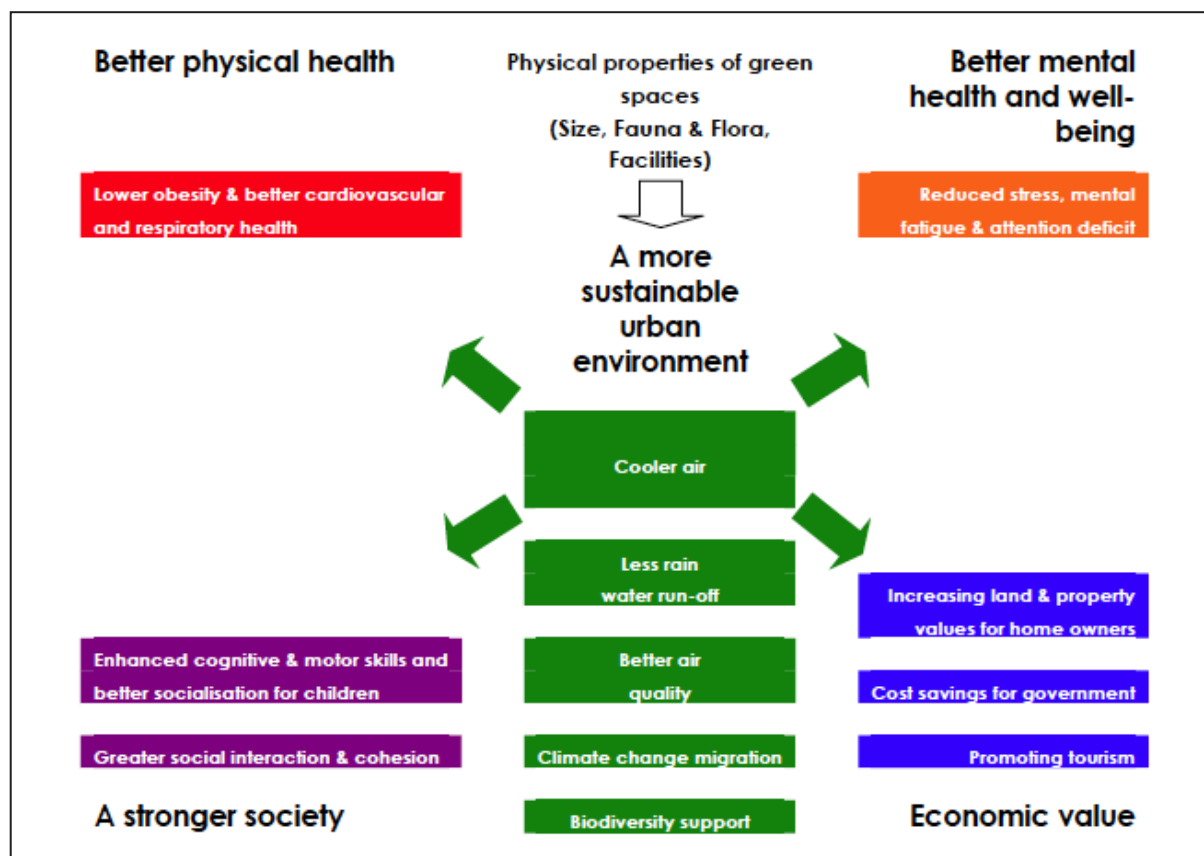 Better physical health
Physical properties of green
spaces
(Size, Fauna & Flora,
Facilities)
Better mental
health and well-
being
Lower obesity & better cardiovascular
and respiratory health
Reduced stress, mental
fatigue & attention deficit
A more
sustainable
urban
environment
Cooler air
Less rain
water run-off
Increasing land & property
values for home owners
Enhanced cognitive & motor skills and
better socialisation for children
Better air
quality
Cost savings for government
Greater social interaction & cohesion
Climate change migration
Promoting tourism
A stronger society
Biodiversity support
Economic value